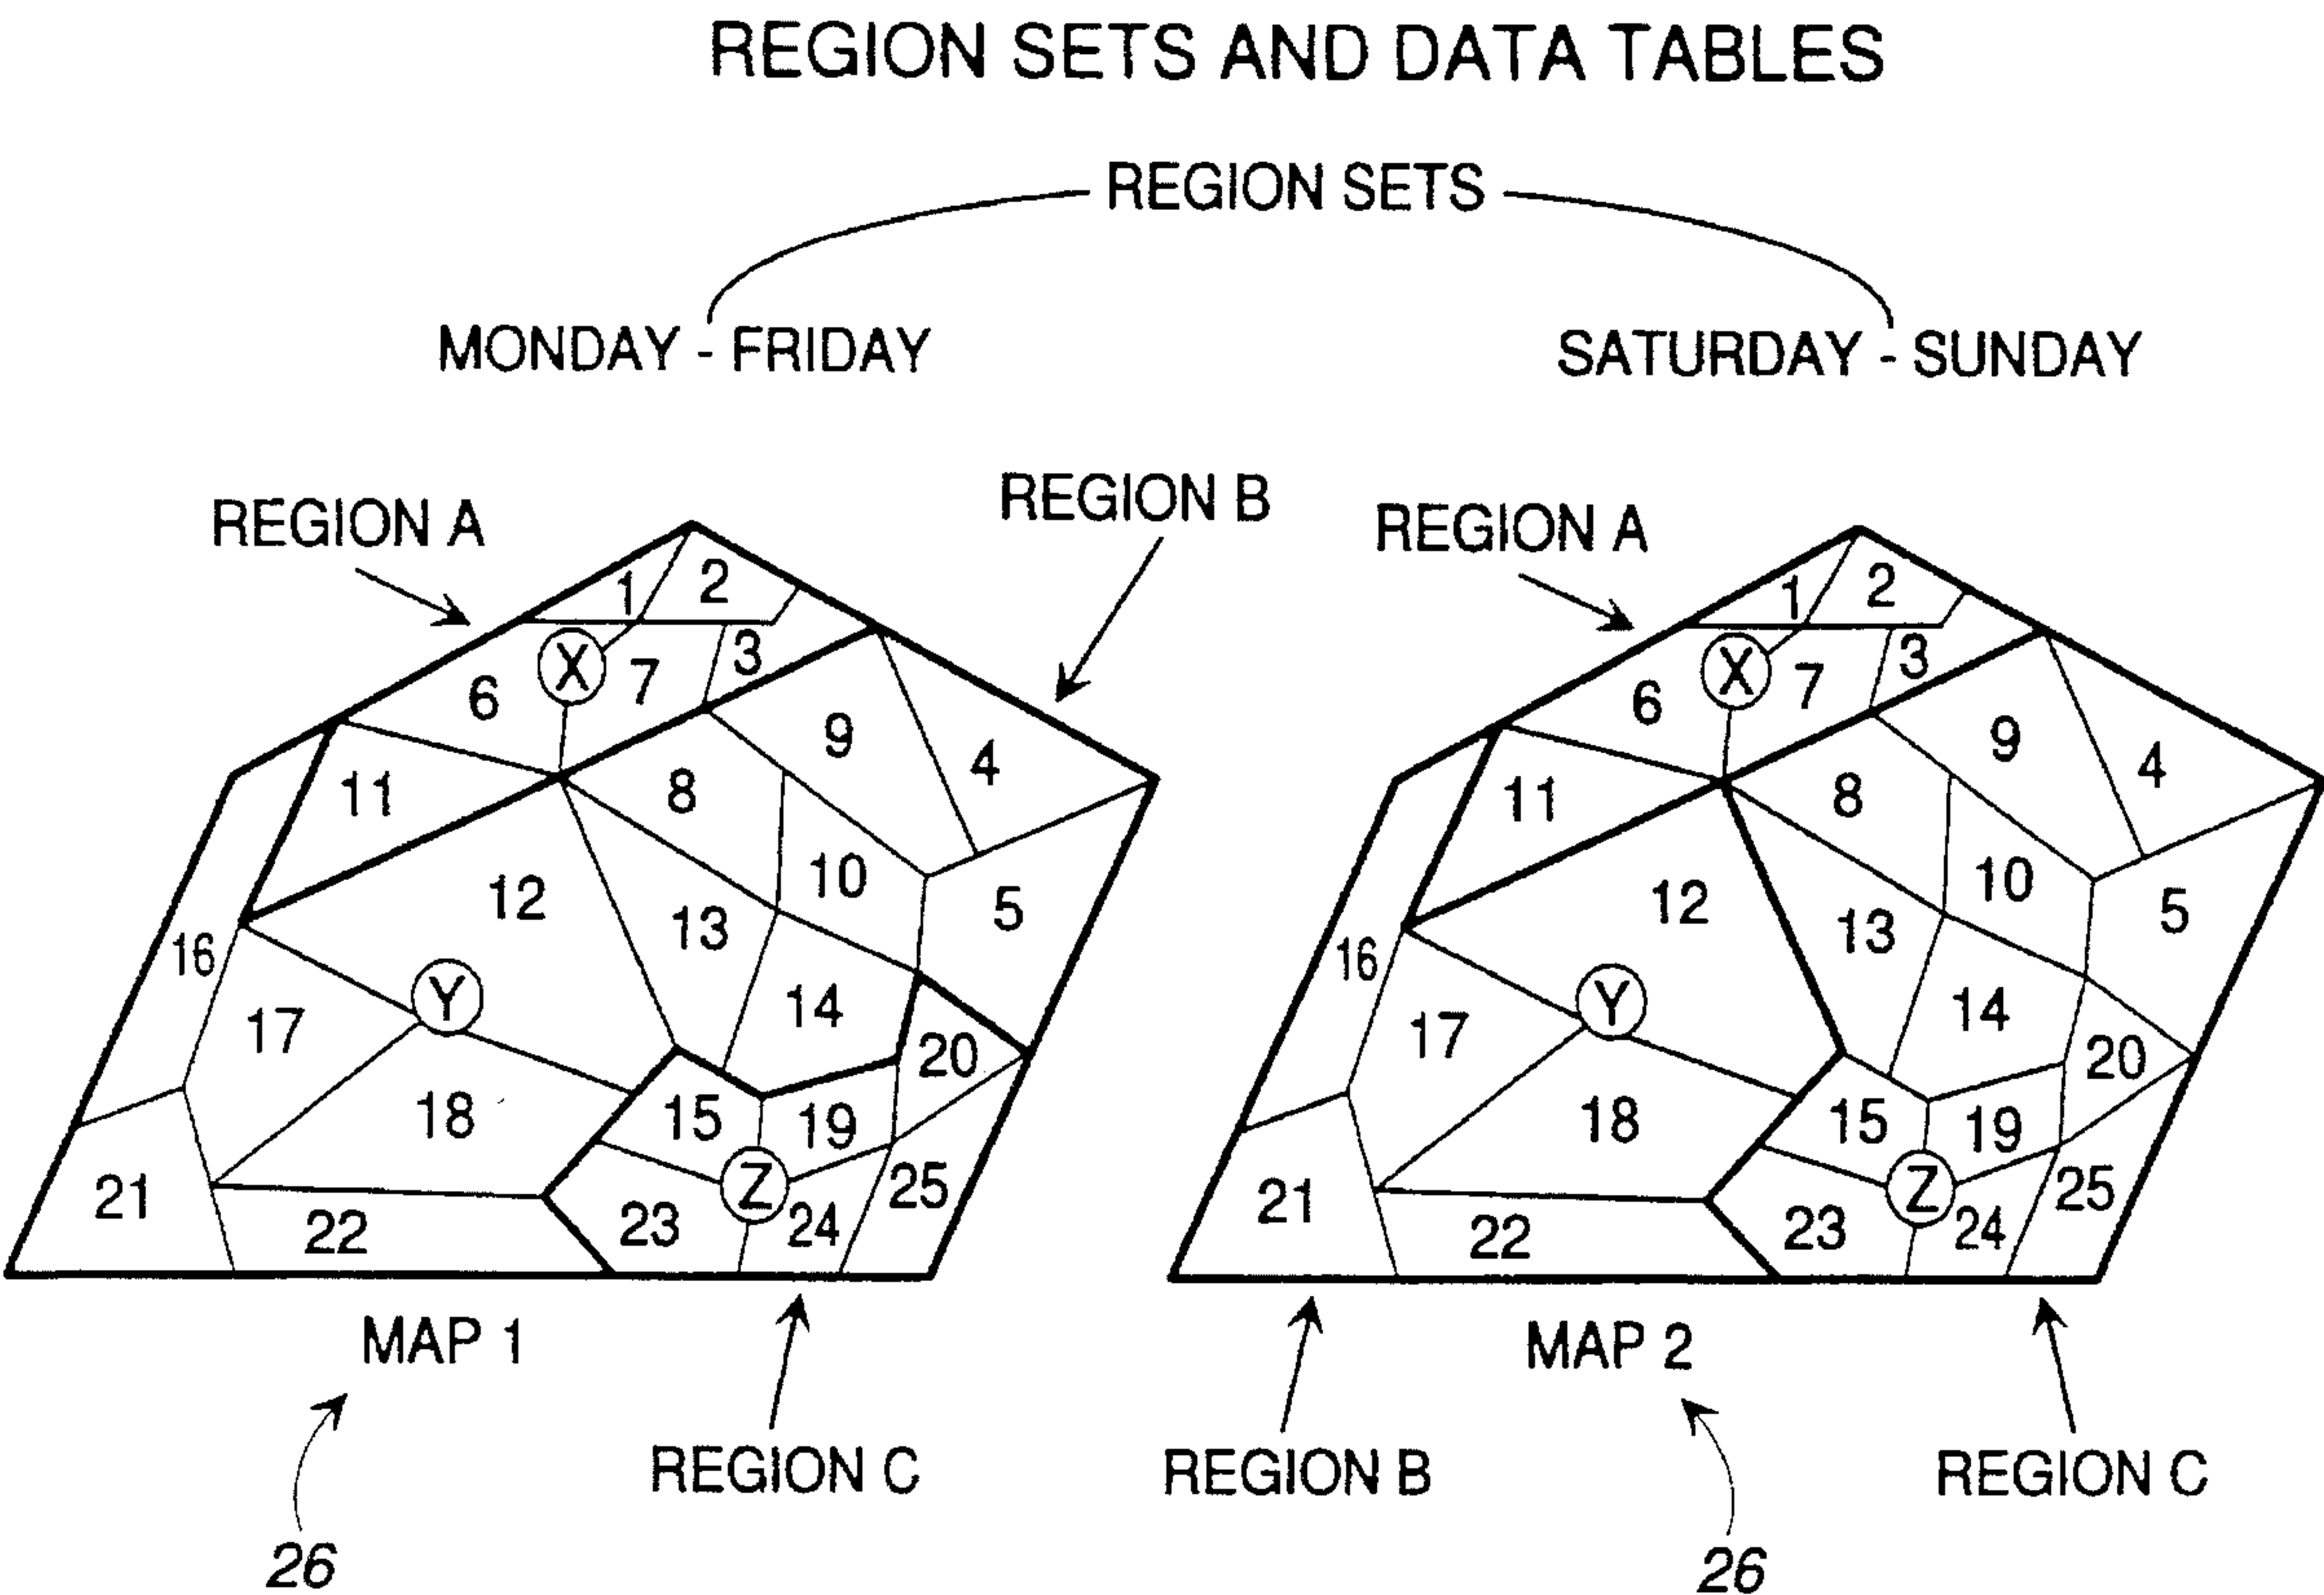 REGION SETS AND DATA TABLES
REGION SETS
MONDAY - FRIDAY
SATURDAY - SUNDAY
REGION A
REGION B
1
2
3
X
6
7
9
4
11
8
10
5
12
13
16
Y
14
17
20
18
15
19
Z
21
22
23
24
25
MAP 1
REGION C
26
REGION A
1
2
3
X
6
7
9
4
11
8
10
5
12
13
16
Y
14
17
20
18
15
19
Z
21
22
23
24
25
MAP 2
REGION B
REGION C
26